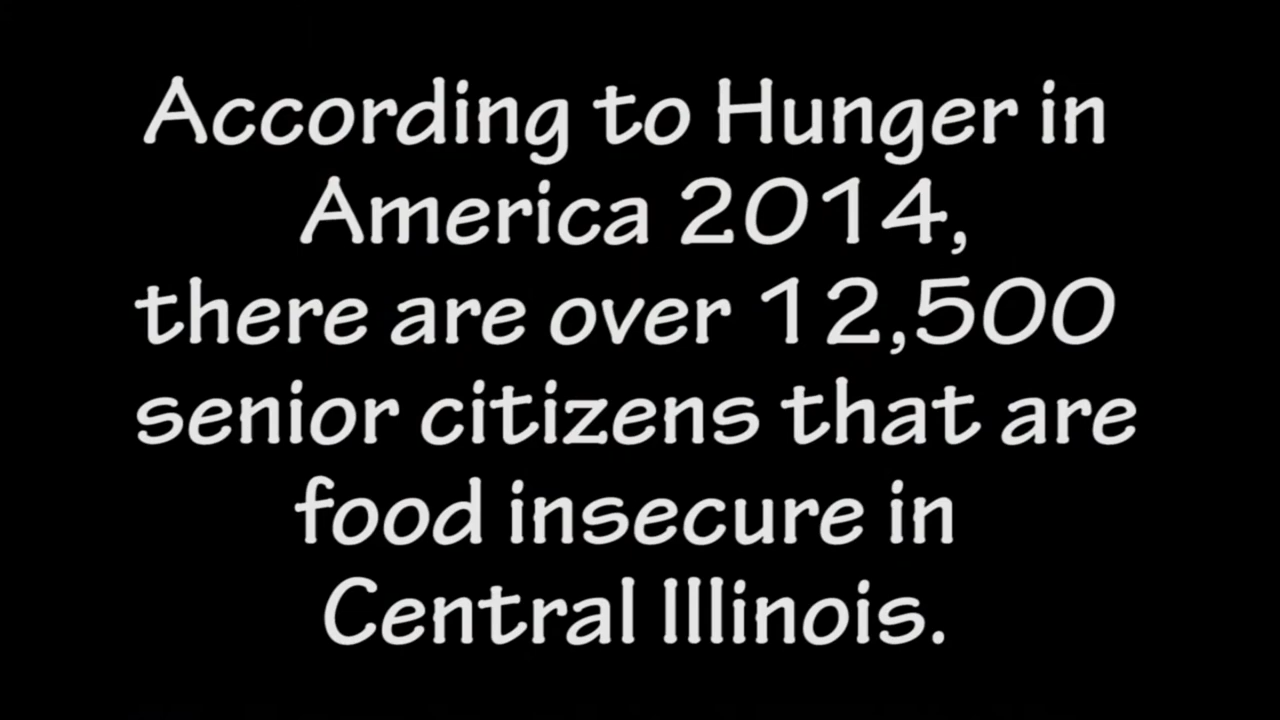 According to Hunger in
America 2014,
there are over 12,500
senior citizens that are
food insecure in
Central Illinois.